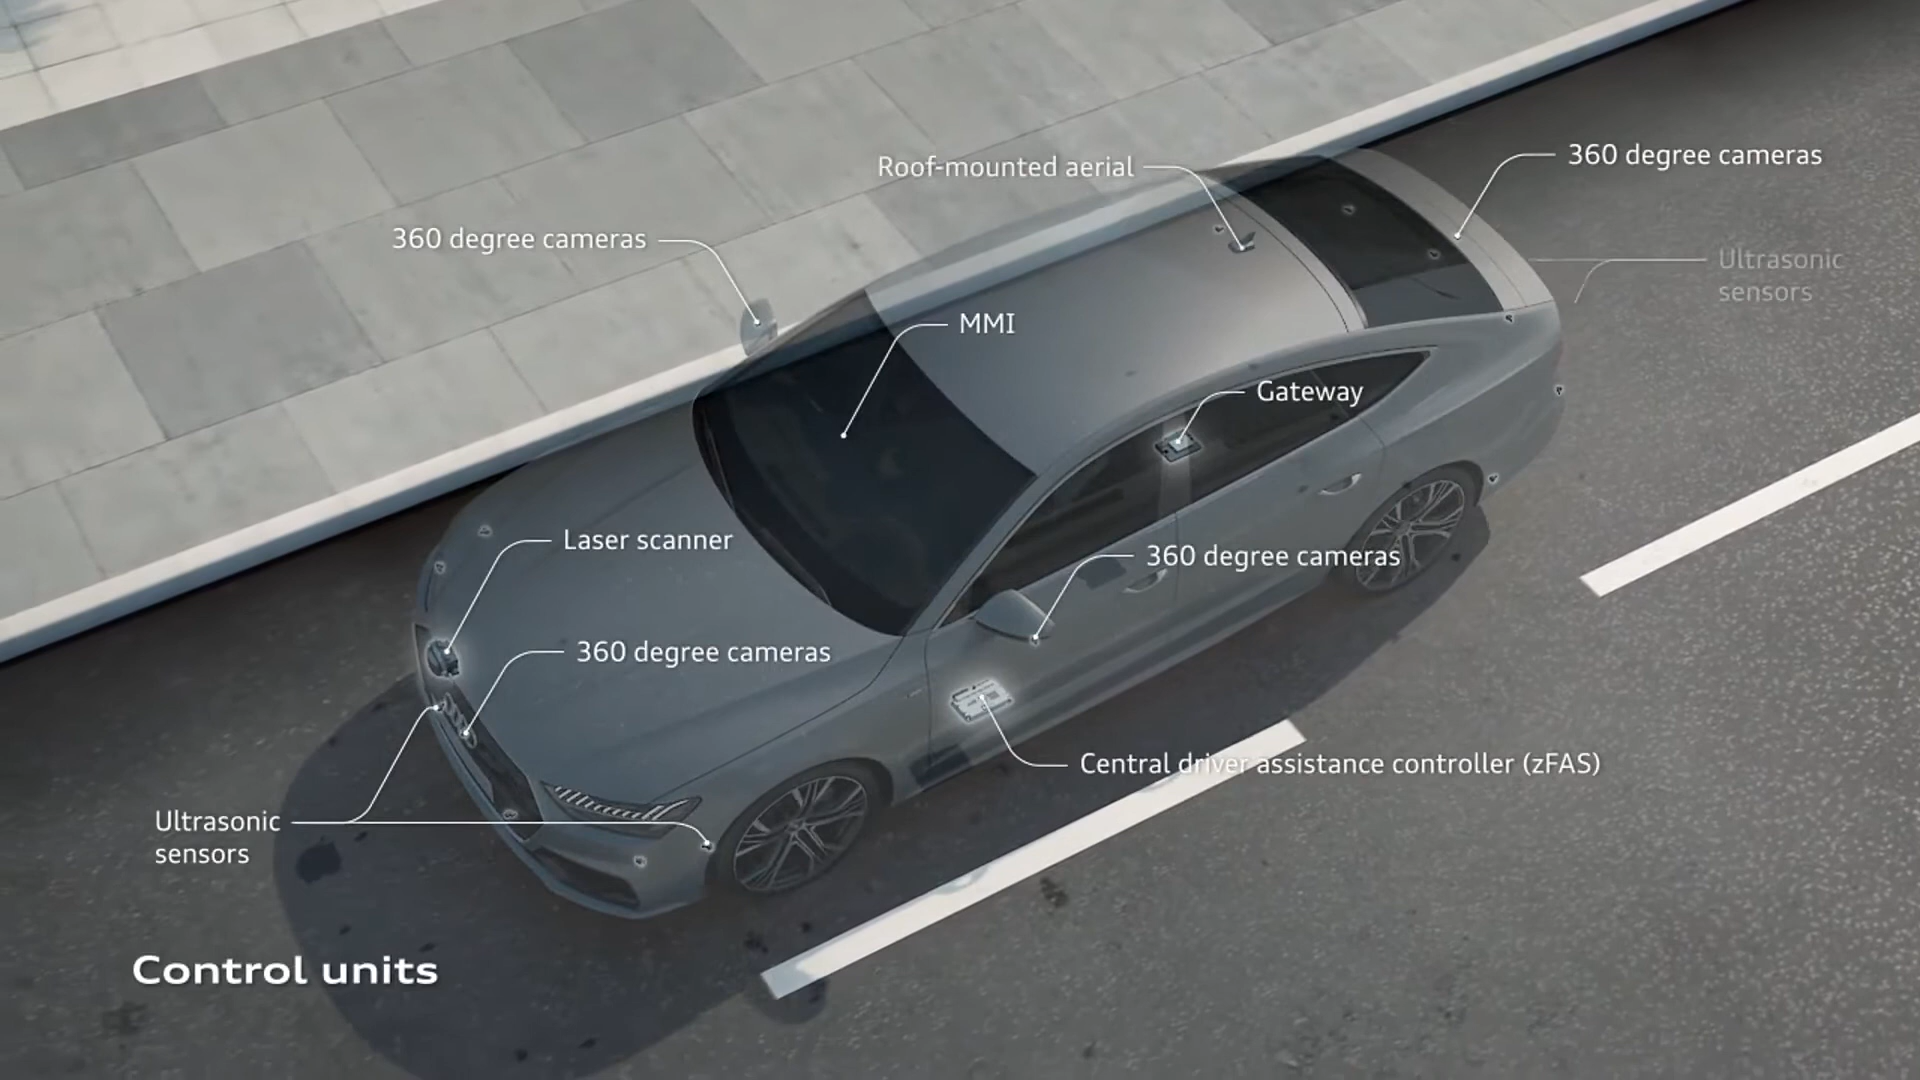 360 degree cameras
Roof-mounted aerial
360 degree cameras
Ultrasonic
sensors
MMI
Gateway
Laser scanner
360 degree cameras
360 degree cameras
Central driver assistance controller (zFAS)
Ultrasonic
sensors
Control units